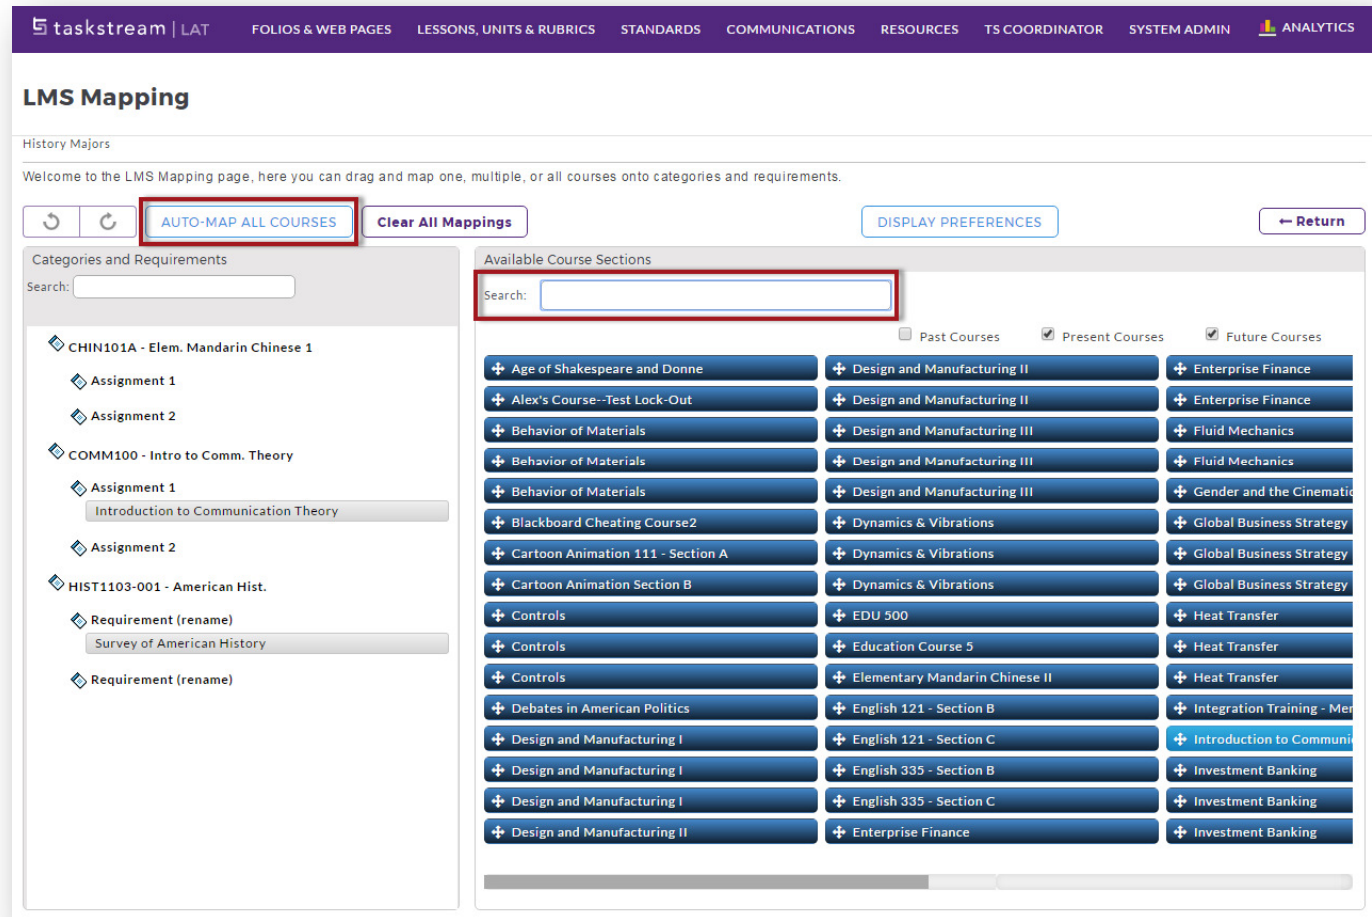 taskstream | LAT FOLIOS & WEB PAGES LESSONS, UNITS & RUBRICS STANDARDS COMMUNICATIONS RESOURCES TS COORDINATOR SYSTEM ADMIN ANALYTICS
LMS Mapping
History Majors
Welcome to the LMS Mapping page, here you can drag and map one, multiple, or all courses onto categories and requirements.
AUTO-MAP ALL COURSES Clear All Mappings DISPLAY PREFERENCES Return
Categories and Requirements
Search:
CHIN101A - Elem. Mandarin Chinese 1
Assignment 1
Assignment 2
COMM100 - Intro to Comm. Theory
Assignment 1
Introduction to Communication Theory
Assignment 2
HIST1103-001 - American Hist.
Requirement (rename)
Survey of American History
Requirement (rename)
Available Course Sections
Search:
Past Courses Present Courses Future Courses
Age of Shakespeare and Donne
Alex's Course--Test Lock-Out
Behavior of Materials
Behavior of Materials
Behavior of Materials
Blackboard Cheating Course2
Cartoon Animation 111 - Section A
Cartoon Animation Section B
Controls
Controls
Controls
Debates in American Politics
Design and Manufacturing I
Design and Manufacturing I
Design and Manufacturing I
Design and Manufacturing II
Design and Manufacturing II
Design and Manufacturing II
Design and Manufacturing III
Design and Manufacturing III
Design and Manufacturing III
Dynamics & Vibrations
Dynamics & Vibrations
Dynamics & Vibrations
EDU 500
Education Course 5
Elementary Mandarin Chinese II
English 121 - Section B
English 121 - Section C
English 335 - Section B
English 335 - Section C
Enterprise Finance
Enterprise Finance
Enterprise Finance
Fluid Mechanics
Fluid Mechanics
Gender and the Cinematic
Global Business Strategy
Global Business Strategy
Global Business Strategy
Heat Transfer
Heat Transfer
Heat Transfer
Integration Training - Mer
Introduction to Communi
Investment Banking
Investment Banking
Investment Banking